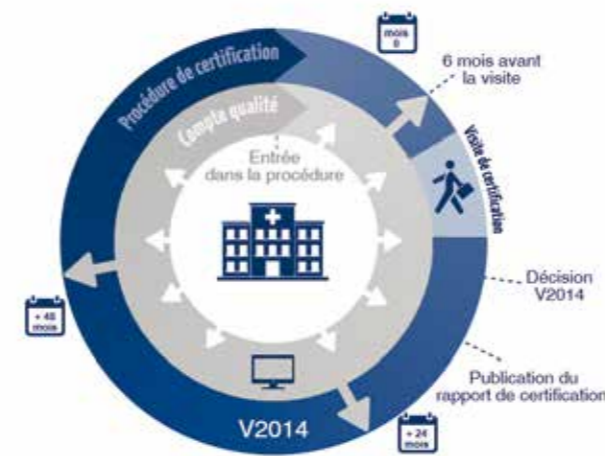 mois
0
Procédure de certification
6 mois avant
la visite
Compte qualité
Visite de certification
Entrée
dans la procédure
Décision
V2014
+ 48
mois
Publication du
rapport de certification
V2014
+ 24
mois